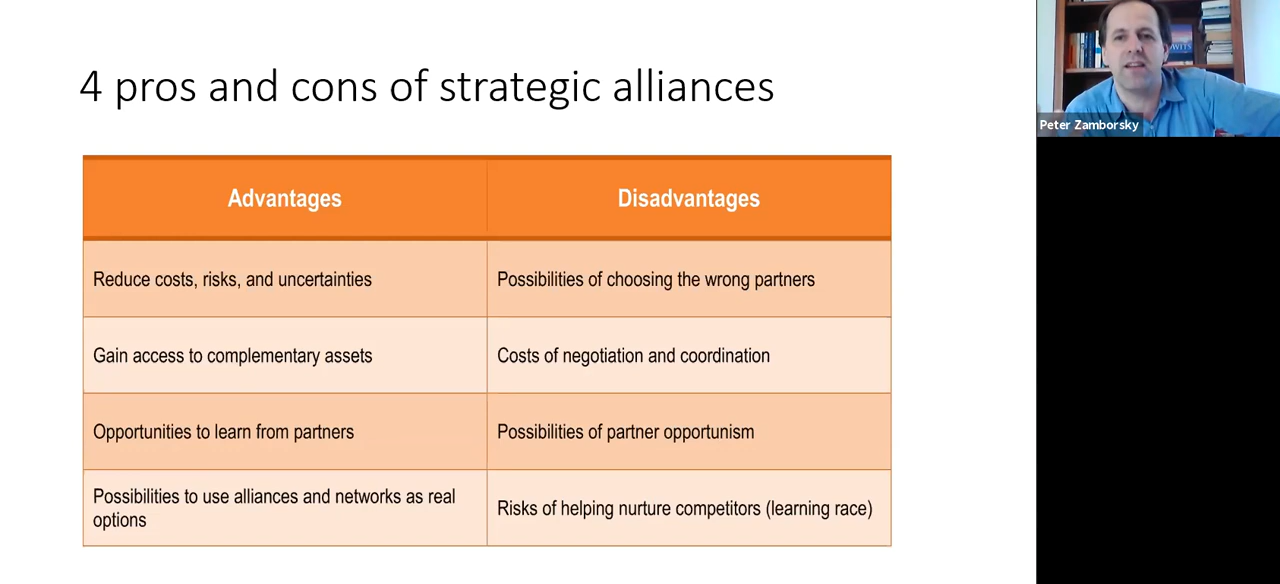 4 pros and cons of strategic alliances
Peter Zamborsky
Advantages
Disadvantages
Reduce costs, risks, and uncertainties
Possibilities of choosing the wrong partners
Gain access to complementary assets
Costs of negotiation and coordination
Opportunities to learn from partners
Possibilities of partner opportunism
Possibilities to use alliances and networks as real
options
Risks of helping nurture competitors (learning race)